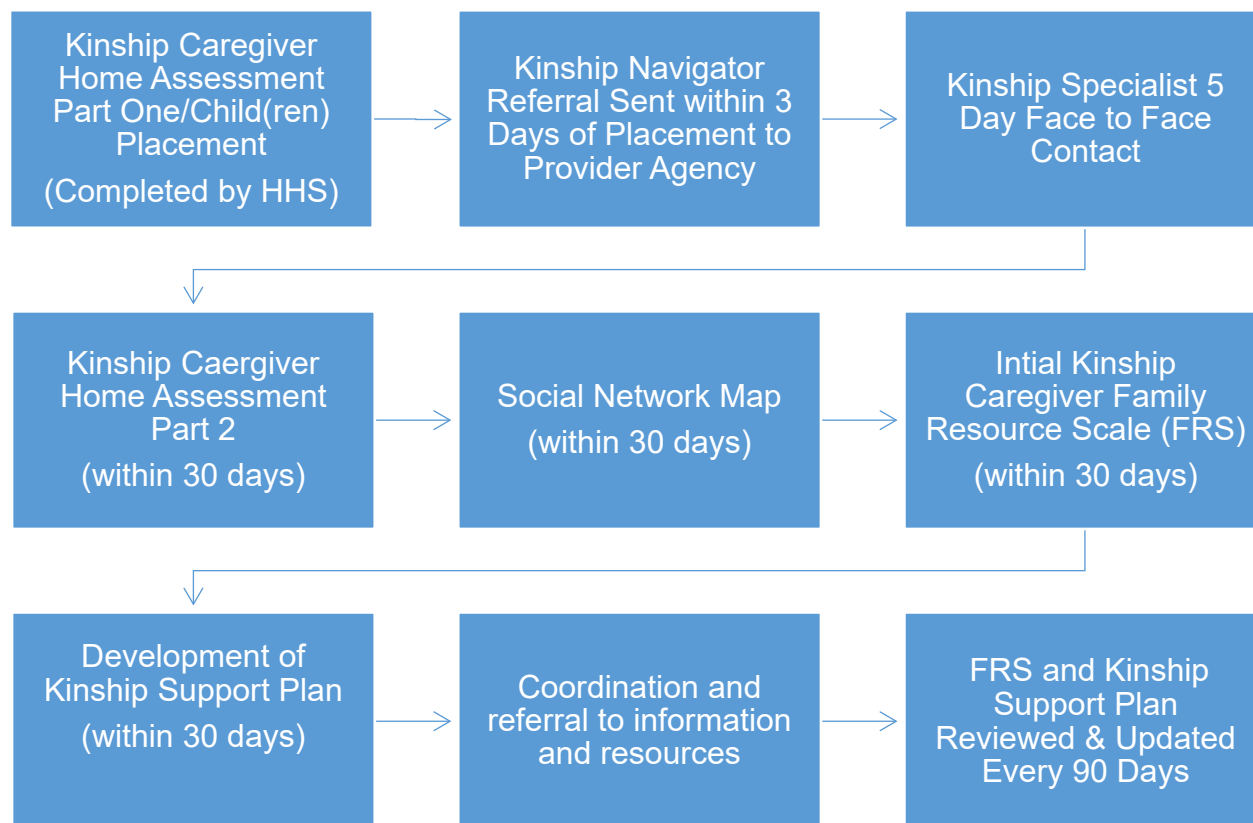 Kinship Caregiver
Home Assessment
Part One/Child(ren)
Placement
(Completed by HHS)
Kinship Navigator
Referral Sent within 3
Days of Placement to
Provider Agency
Kinship Specialist 5
Day Face to Face
Contact
Kinship Caergiver
Home Assessment
Part 2
(within 30 days)
Social Network Map
(within 30 days)
Intial Kinship
Caregiver Family
Resource Scale (FRS)
(within 30 days)
Development of
Kinship Support Plan
(within 30 days)
Coordination and
referral to information
and resources
FRS and Kinship
Support Plan
Reviewed & Updated
Every 90 Days